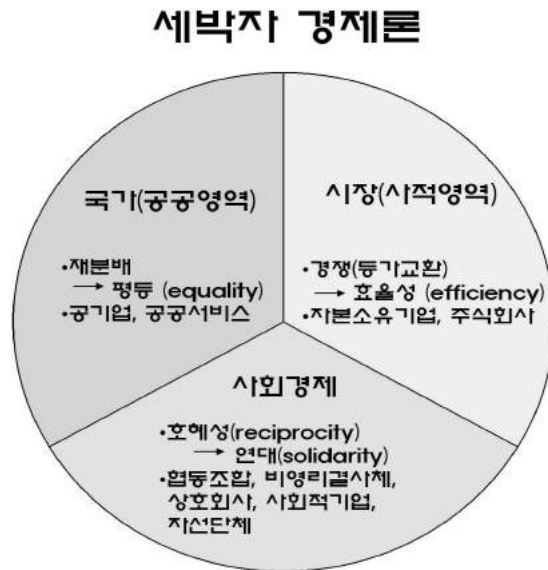 세박자 경제론
국가(공공영역)
•재분배
→ 평등 (equality)
•공기업, 공공서비스
시장(사적영역)
•경쟁(등가교환)
→ 효율성 (efficiency)
•자본소유기업, 주식회사
사회경제
•호혜성(reciprocity)
→ 연대(solidarity)
•협동조합, 비영리결사체,
상호회사, 사회적기업,
자선단체